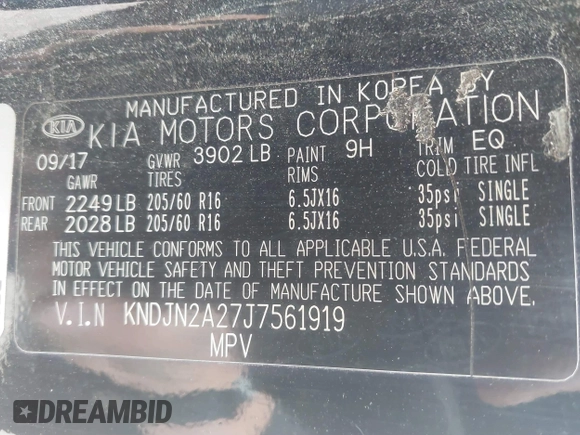 MANUFACTURED IN KOREA BY
KIA KIA MOTORS CORPORATION
09/17 GVWR 3902 LB PAINT 9H TRIM EQ
GAWR TIRES RIMS COLD TIRE INFL
FRONT 2249 LB 205/60 R16 6.5JX16 35psi SINGLE
REAR 2028 LB 205/60 R16 6.5JX16 35psi SINGLE
THIS VEHICLE CONFORMS TO ALL APPLICABLE U.S.A. FEDERAL
MOTOR VEHICLE SAFETY AND THEFT PREVENTION STANDARDS
IN EFFECT ON THE DATE OF MANUFACTURE SHOWN ABOVE.
V.I.N KNDJN2A27J7561919
MPV
DREAMBID